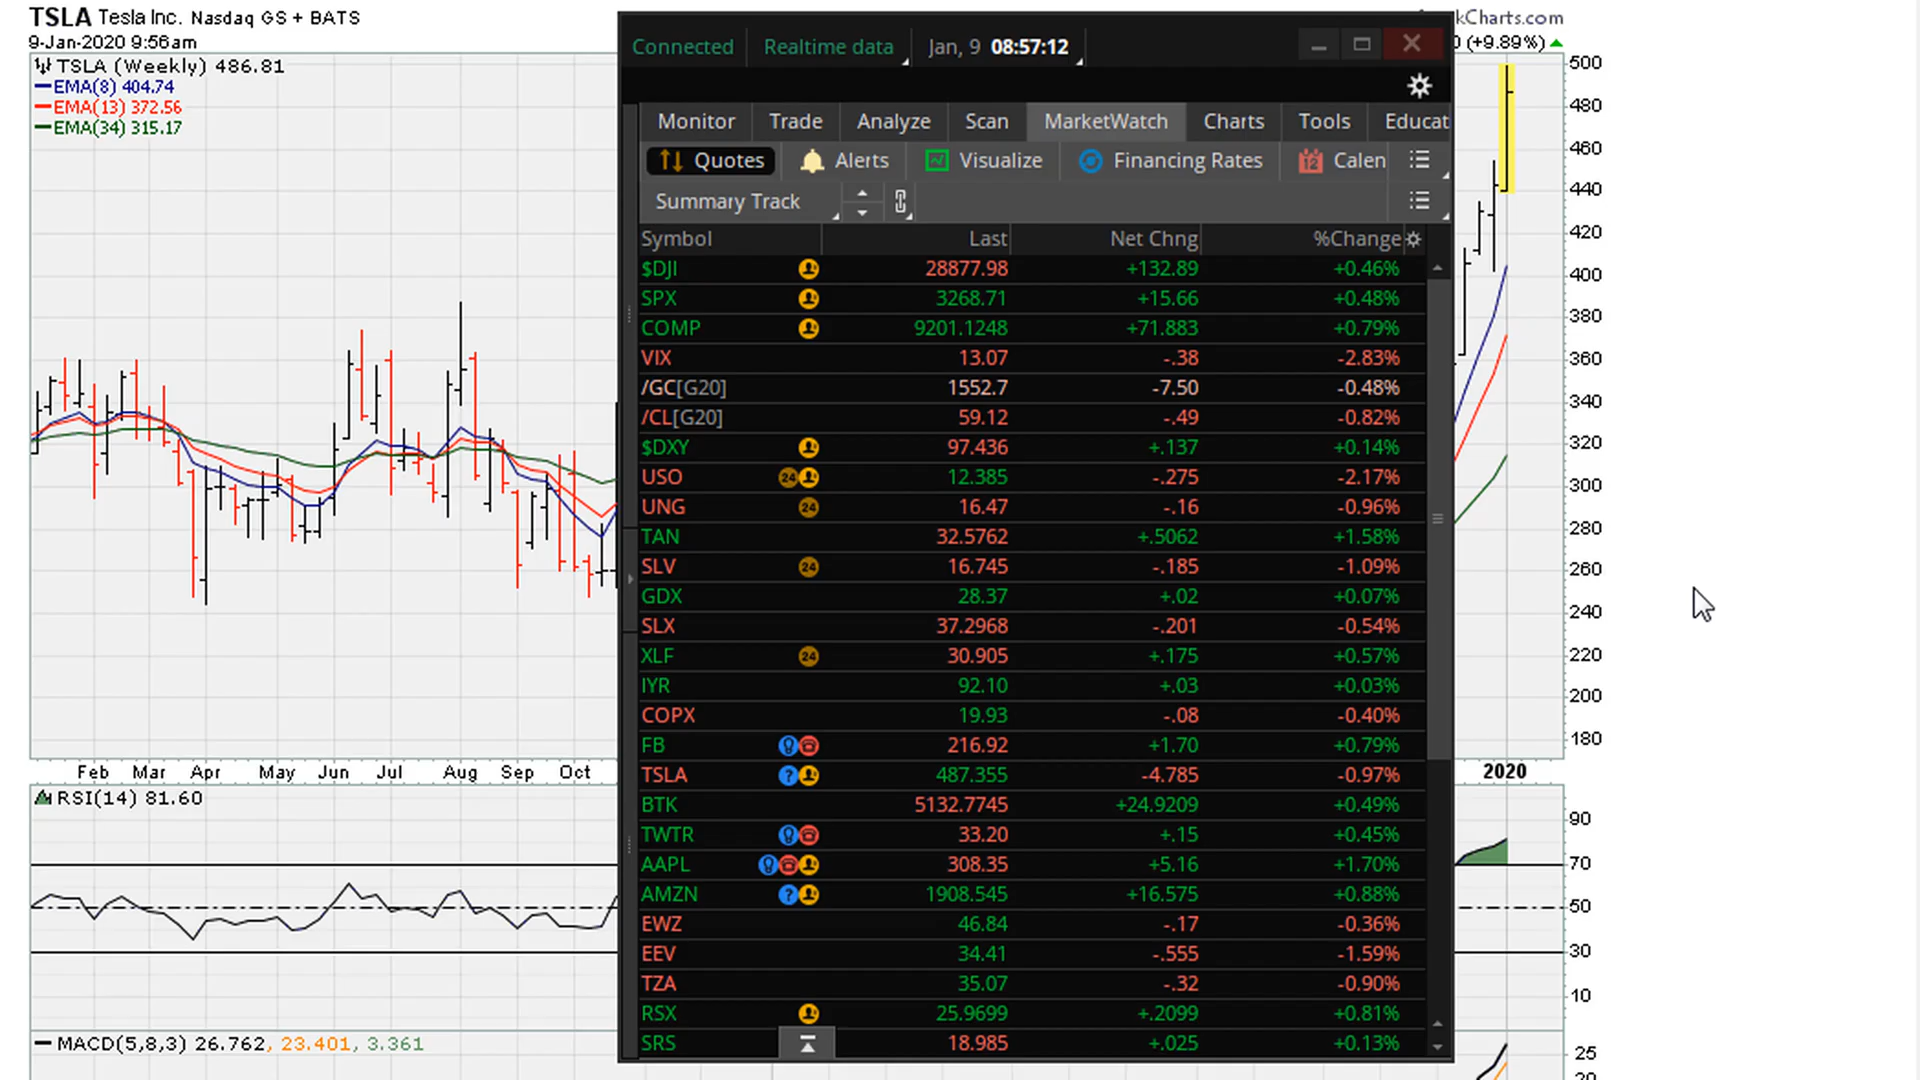 TSLA Tesla Inc. Nasdaq GS + BATS
kCharts.com
9-Jan-2020 9:56am
0 (+9.89%)
TSLA (Weekly) 486.81
EMA(8) 404.74
EMA(13) 372.56
EMA(34) 315.17
Connected Realtime data Jan, 9 08:57:12
Monitor Trade Analyze Scan MarketWatch Charts Tools Educat
Quotes Alerts Visualize Financing Rates 12 Calen
Summary Track
Symbol Last Net Chng %Change
$DJI 28877.98 +132.89 +0.46%
SPX 3268.71 +15.66 +0.48%
COMP 9201.1248 +71.883 +0.79%
VIX 13.07 -.38 -2.83%
/GC[G20] 1552.7 -7.50 -0.48%
/CL[G20] 59.12 -.49 -0.82%
$DXY 97.436 +.137 +0.14%
USO 24 12.385 -.275 -2.17%
UNG 24 16.47 -.16 -0.96%
TAN 32.5762 +.5062 +1.58%
SLV 24 16.745 -.185 -1.09%
GDX 28.37 +.02 +0.07%
SLX 37.2968 -.201 -0.54%
XLF 24 30.905 +.175 +0.57%
IYR 92.10 +.03 +0.03%
COPX 19.93 -.08 -0.40%
FB 216.92 +1.70 +0.79%
TSLA ? 487.355 -4.785 -0.97%
BTK 5132.7745 +24.9209 +0.49%
TWTR 33.20 +.15 +0.45%
AAPL 308.35 +5.16 +1.70%
AMZN ? 1908.545 +16.575 +0.88%
EWZ 46.84 -.17 -0.36%
EEV 34.41 -.555 -1.59%
TZA 35.07 -.32 -0.90%
RSX 25.9699 +.2099 +0.81%
SRS 18.985 +.025 +0.13%
500
480
460
440
420
400
380
360
340
320
300
280
260
240
220
200
180
Feb Mar Apr May Jun Jul Aug Sep Oct 2020
RSI(14) 81.60
90
70
50
30
10
MACD(5,8,3) 26.762, 23.401, 3.361
25
20